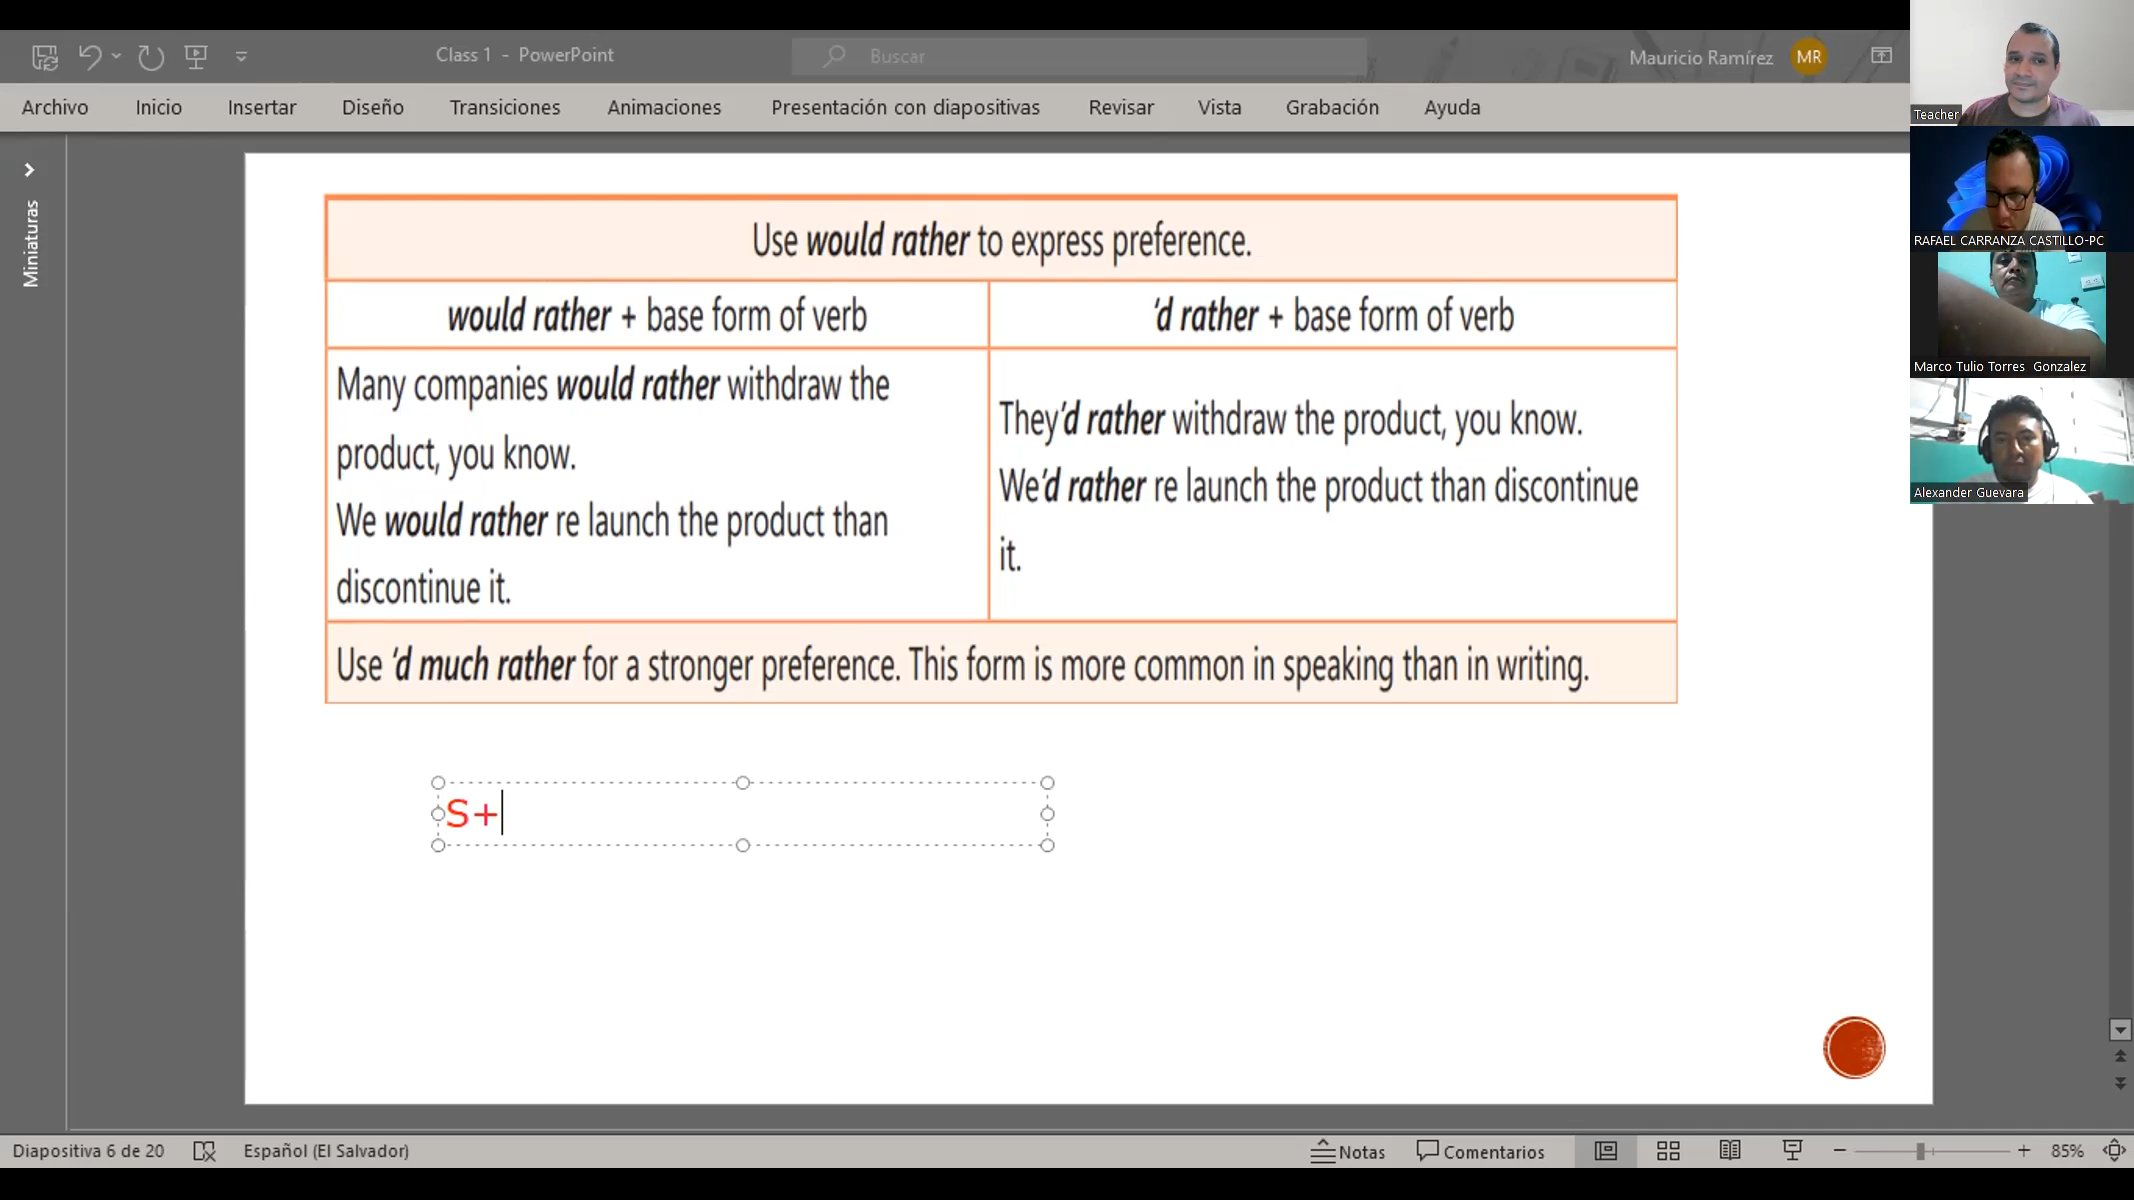 Class 1 - PowerPoint
Buscar
Mauricio Ramírez
MR
Archivo
Inicio
Insertar
Diseño
Transiciones
Animaciones
Presentación con diapositivas
Revisar
Vista
Grabación
Ayuda
Teacher
RAFAEL CARRANZA CASTILLO-PC
Marco Tulio Torres Gonzalez
Alexander Guevara
Miniaturas
Use would rather to express preference.
would rather + base form of verb
'd rather + base form of verb
Many companies would rather withdraw the
product, you know.
We would rather re launch the product than
discontinue it.
They'd rather withdraw the product, you know.
We'd rather re launch the product than discontinue
it.
Use 'd much rather for a stronger preference. This form is more common in speaking than in writing.
S+
Diapositiva 6 de 20
Español (El Salvador)
Notas
Comentarios
85%